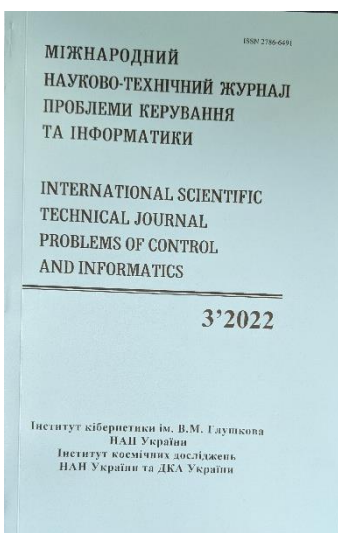 ISSN 2786-6491
МІЖНАРОДНИЙ
НАУКОВО-ТЕХНІЧНИЙ ЖУРНАЛ
ПРОБЛЕМИ КЕРУВАННЯ
ТА ІНФОРМАТИКИ
INTERNATIONAL SCIENTIFIC
TECHNICAL JOURNAL
PROBLEMS OF CONTROL
AND INFORMATICS
3’2022
Інститут кібернетики ім. В.М. Глушкова
НАН України
Інститут космічних досліджень
НАН України та ДКА України